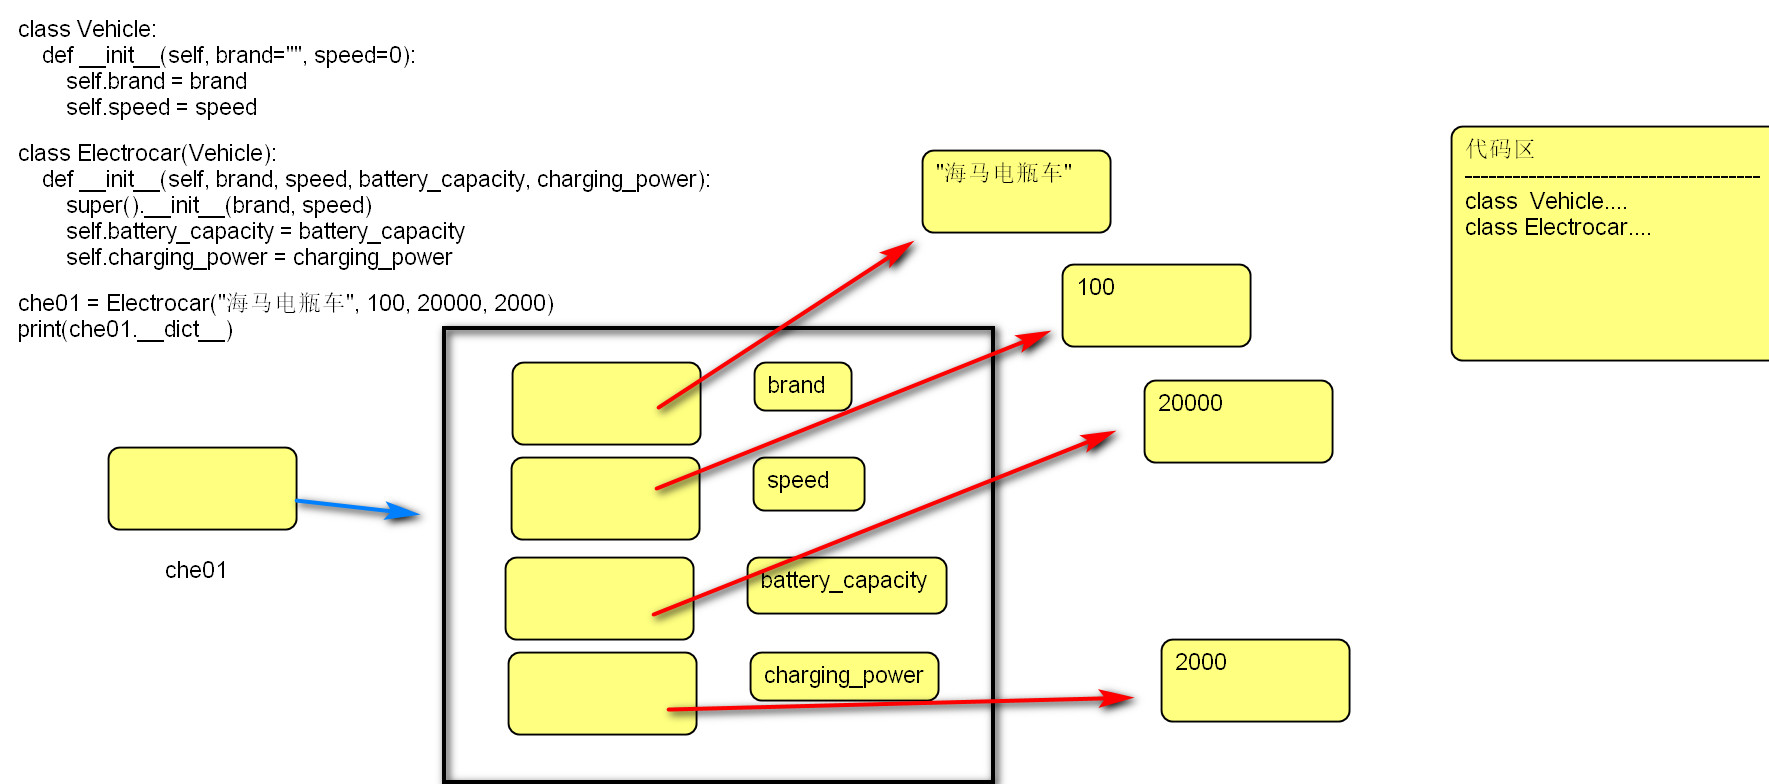 class Vehicle:
    def __init__(self, brand="", speed=0):
        self.brand = brand
        self.speed = speed
class Electrocar(Vehicle):
    def __init__(self, brand, speed, battery_capacity, charging_power):
        super().__init__(brand, speed)
        self.battery_capacity = battery_capacity
        self.charging_power = charging_power
che01 = Electrocar("海马电瓶车", 100, 20000, 2000)
print(che01.__dict__)
"海马电瓶车"
代码区
-------------------------------------
class  Vehicle....
class Electrocar....
100
brand
20000
speed
che01
battery_capacity
charging_power
2000